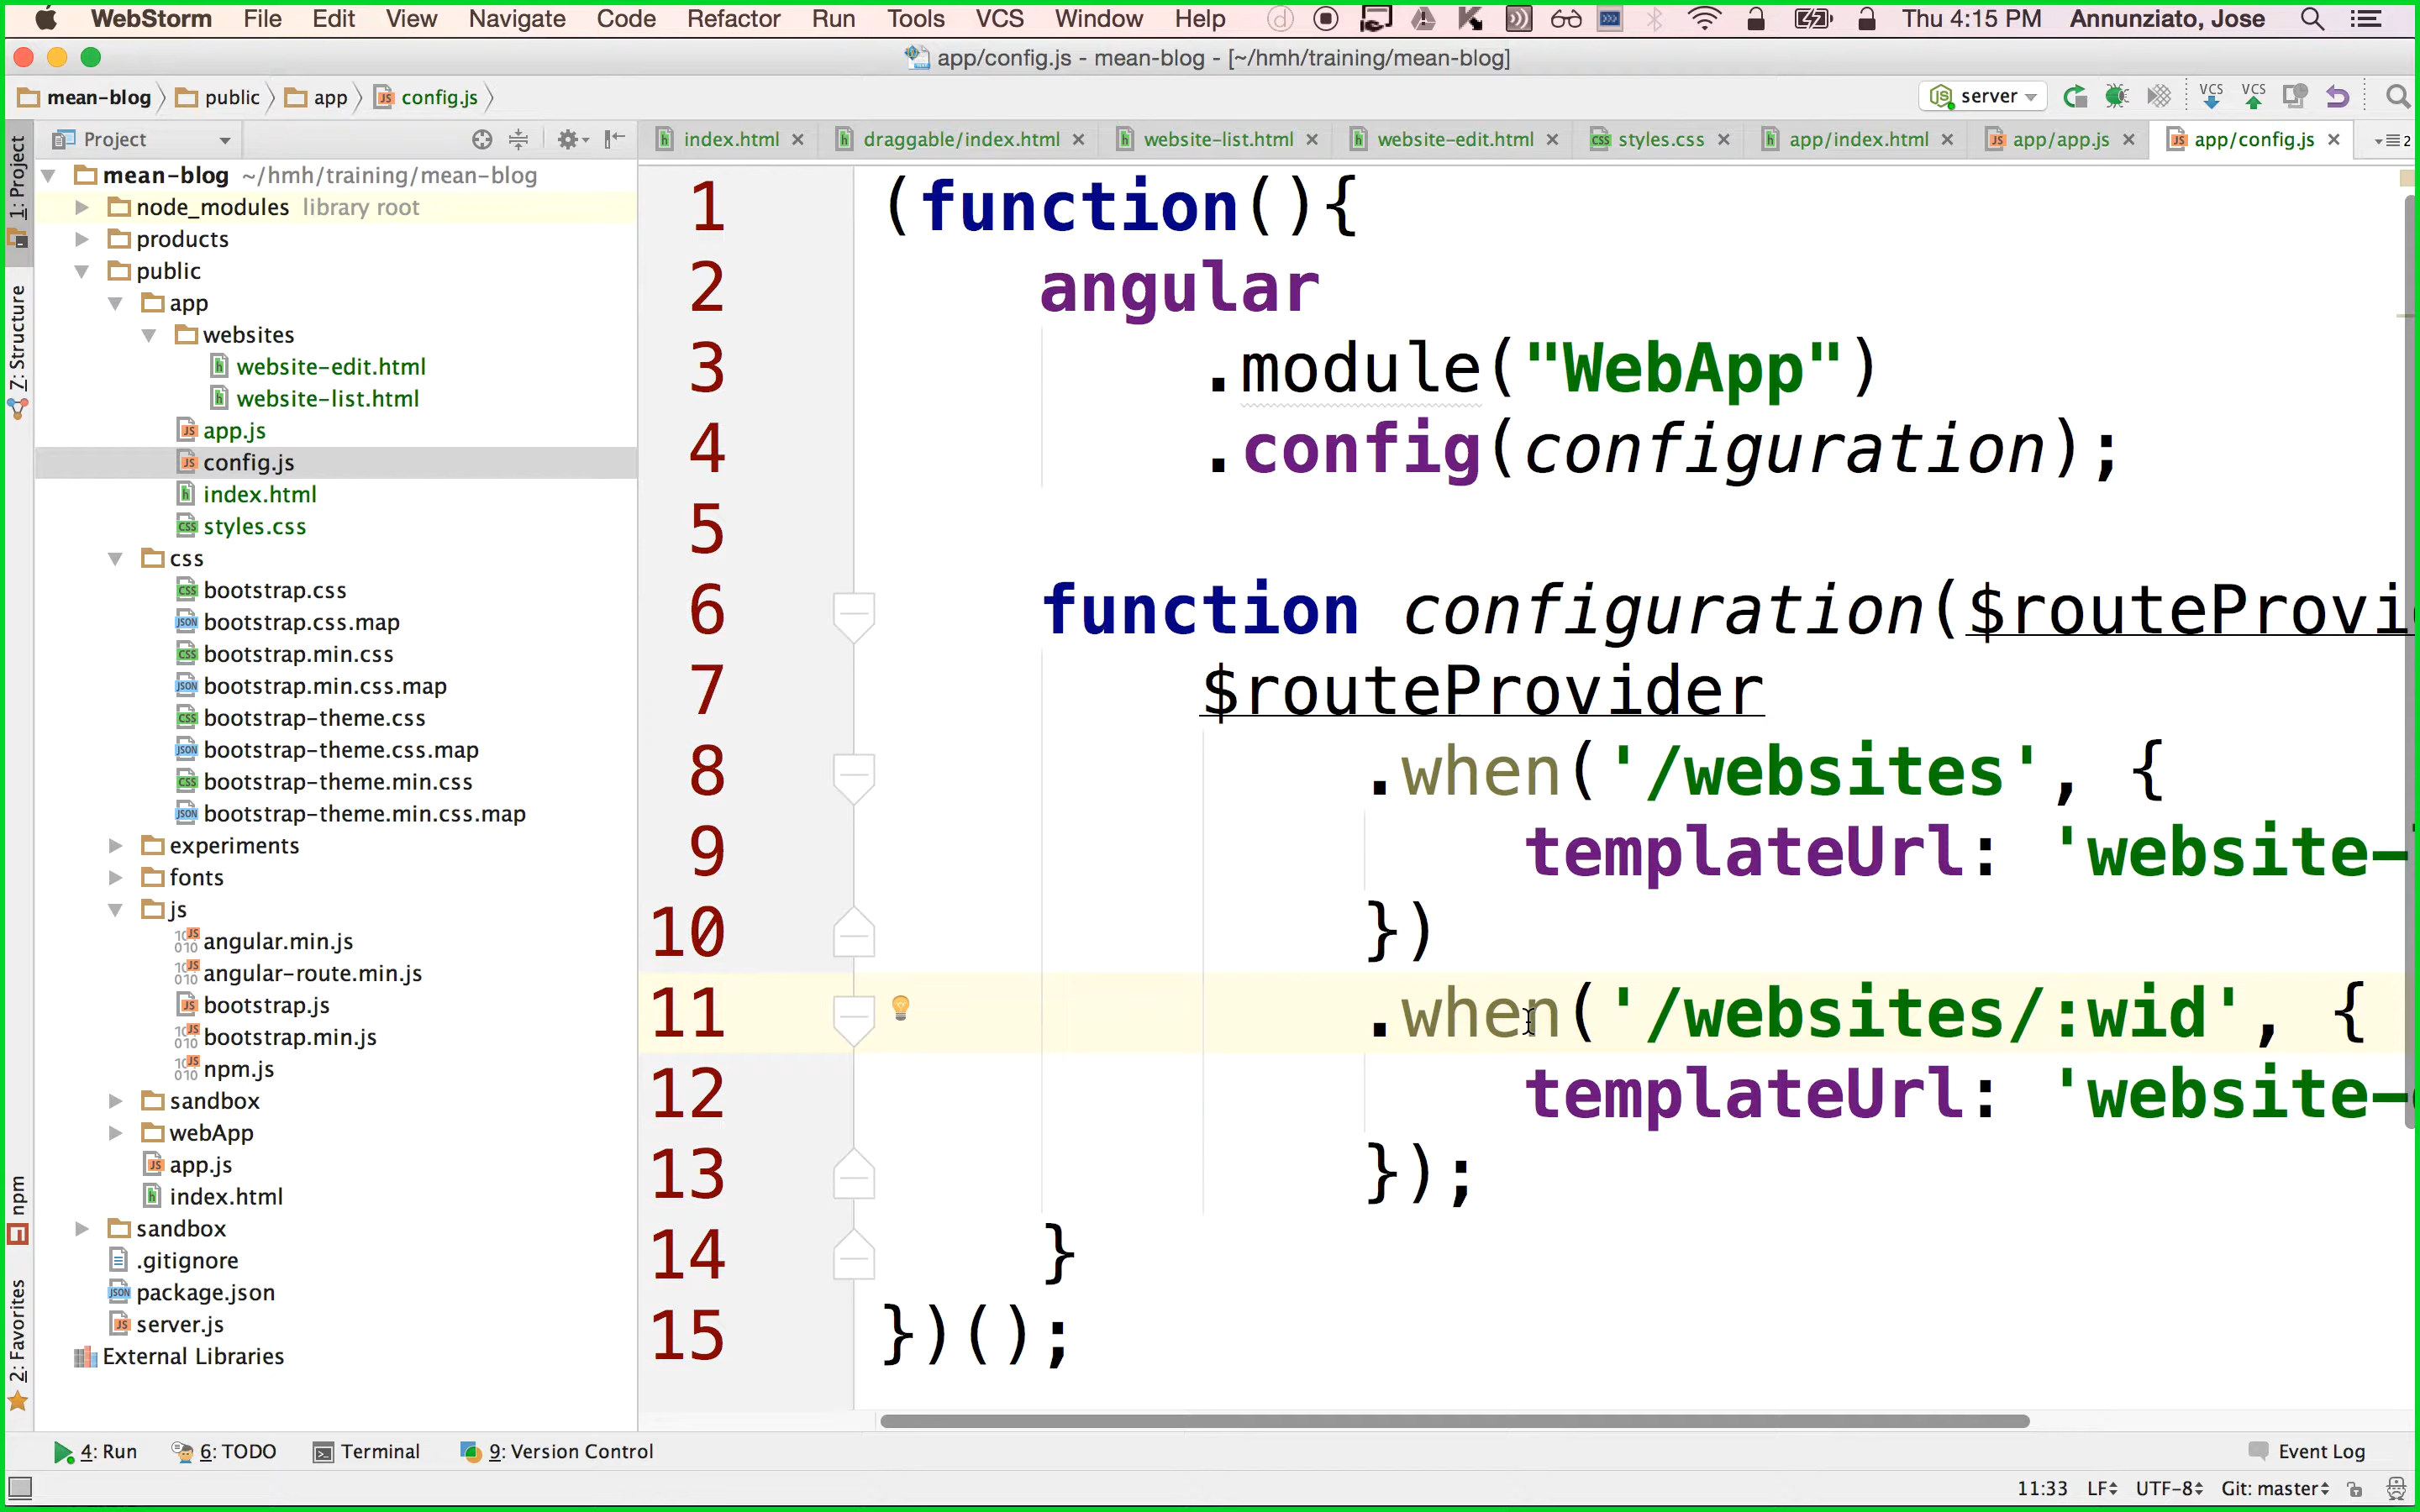 WebStorm File Edit View Navigate Code Refactor Run Tools VCS Window Help Thu 4:15 PM Annunziato, Jose
app/config.js - mean-blog - [~/hmh/training/mean-blog]
mean-blog public app config.js server VCS VCS
Project
index.html draggable/index.html website-list.html website-edit.html styles.css app/index.html app/app.js app/config.js 2
1: Project
7: Structure
npm
2: Favorites
mean-blog ~/hmh/training/mean-blog
node_modules library root
products
public
app
websites
website-edit.html
website-list.html
app.js
config.js
index.html
styles.css
css
bootstrap.css
bootstrap.css.map
bootstrap.min.css
bootstrap.min.css.map
bootstrap-theme.css
bootstrap-theme.css.map
bootstrap-theme.min.css
bootstrap-theme.min.css.map
experiments
fonts
js
angular.min.js
angular-route.min.js
bootstrap.js
bootstrap.min.js
npm.js
sandbox
webApp
app.js
index.html
sandbox
.gitignore
package.json
server.js
External Libraries
1 (function(){
2 angular
3 .module("WebApp")
4 .config(configuration);
5
6 function configuration($routeProvi
7 $routeProvider
8 .when('/websites', {
9 templateUrl: 'website-
10 })
11 .when('/websites/:wid', {
12 templateUrl: 'website-
13 });
14 }
15 })();
4: Run 6: TODO Terminal 9: Version Control Event Log
11:33 LF UTF-8 Git: master